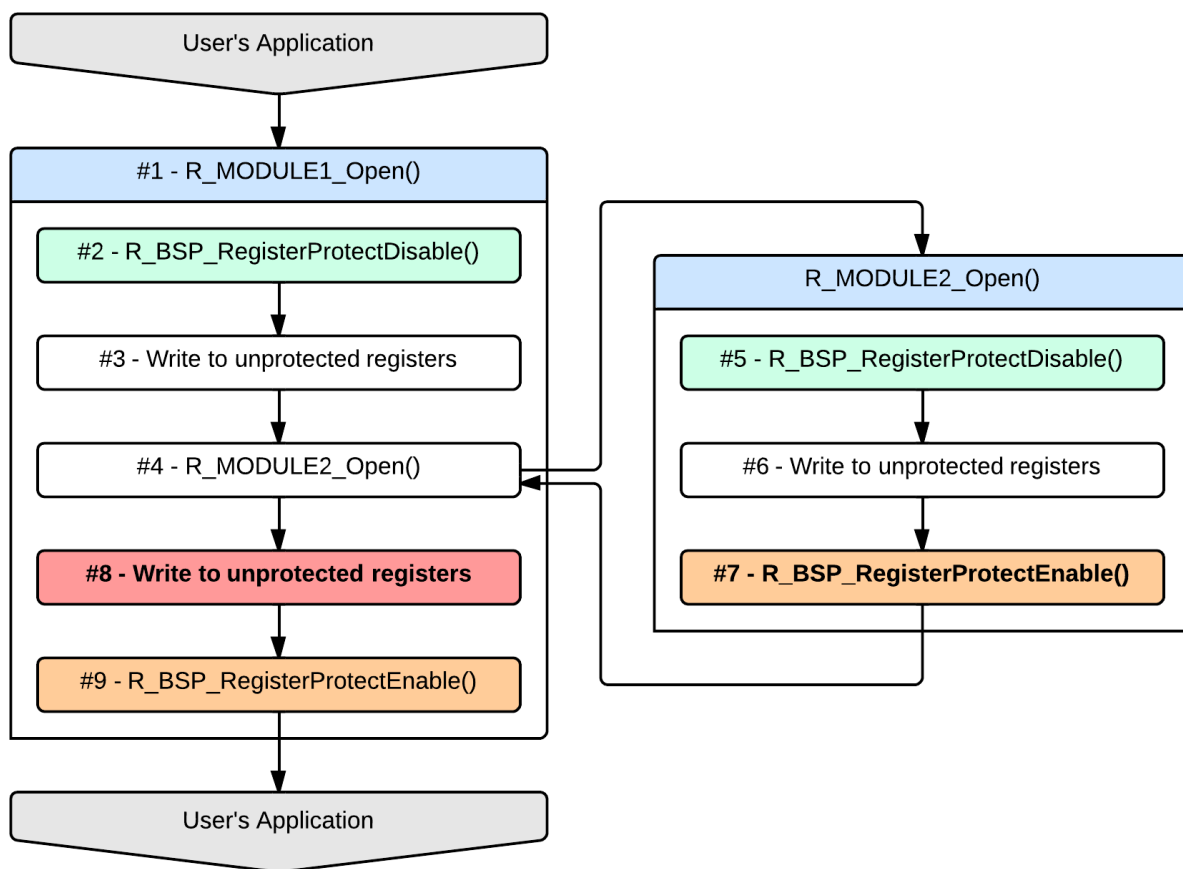 User's Application
#1 - R_MODULE1_Open()
#2 - R_BSP_RegisterProtectDisable()
#3 - Write to unprotected registers
#4 - R_MODULE2_Open()
R_MODULE2_Open()
#5 - R_BSP_RegisterProtectDisable()
#6 - Write to unprotected registers
#7 - R_BSP_RegisterProtectEnable()
#8 - Write to unprotected registers
#9 - R_BSP_RegisterProtectEnable()
User's Application